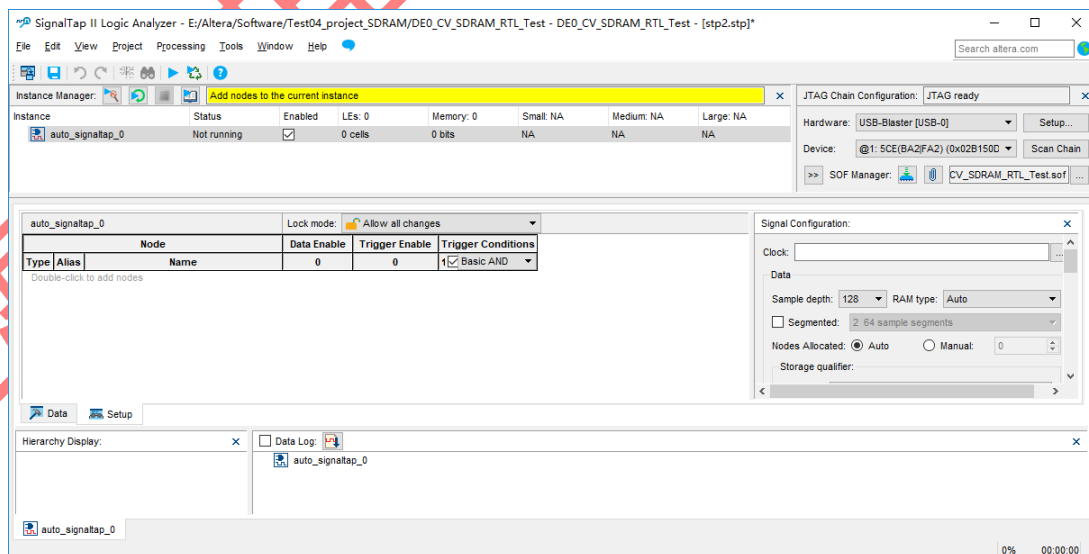 SignalTap II Logic Analyzer - E:/Altera/Software/Test04_project_SDRAM/DE0_CV_SDRAM_RTL_Test - DE0_CV_SDRAM_RTL_Test - [stp2.stp]*
File Edit View Project Processing Tools Window Help
Search altera.com
Instance Manager: Add nodes to the current instance
JTAG Chain Configuration: JTAG ready
Instance Status Enabled LEs: 0 Memory: 0 Small: NA Medium: NA Large: NA
auto_signaltap_0 Not running 0 cells 0 bits NA NA NA
Hardware: USB-Blaster [USB-0] Setup...
Device: @1: 5CE(BA2|FA2) (0x02B150D Scan Chain
>> SOF Manager: CV_SDRAM_RTL_Test.sof ...
auto_signaltap_0 Lock mode: Allow all changes
Node Data Enable Trigger Enable Trigger Conditions
Type Alias Name 0 0 1 Basic AND
Double-click to add nodes
Signal Configuration:
Clock: ...
Data
Sample depth: 128 RAM type: Auto
Segmented: 2 64 sample segments
Nodes Allocated: Auto Manual: 0
Storage qualifier:
Data Setup
Hierarchy Display:
Data Log:
auto_signaltap_0
auto_signaltap_0
0% 00:00:00